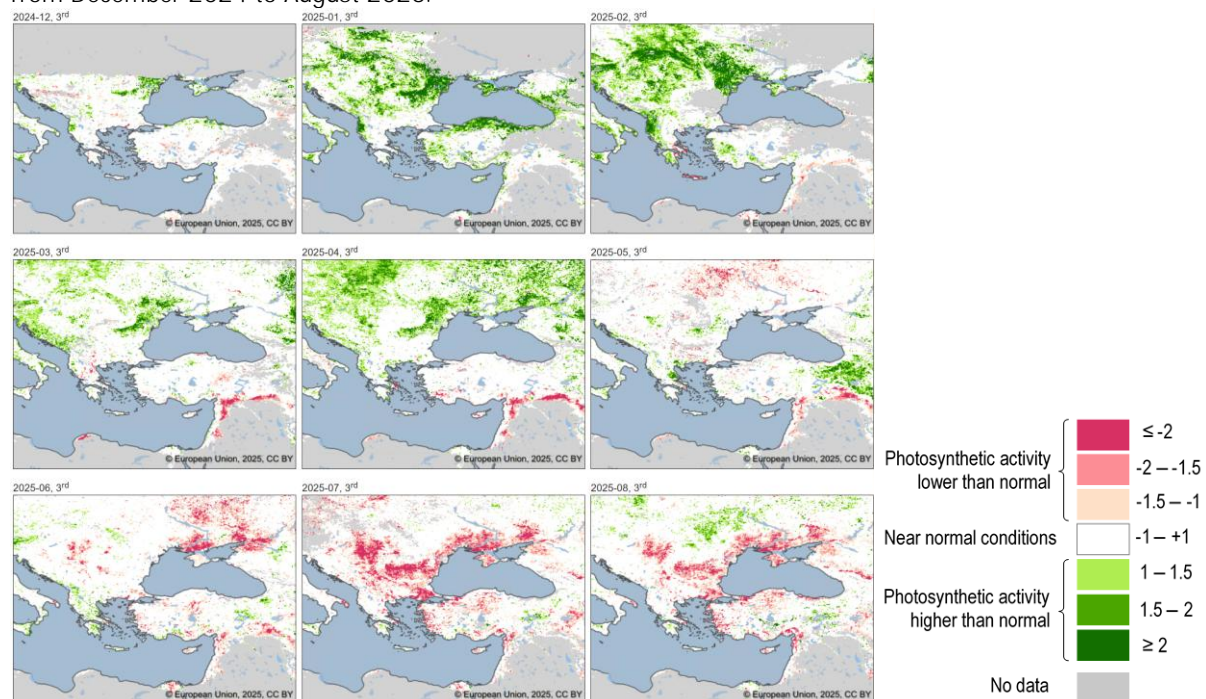 from December 2024 to August 2025.
2024-12, 3rd
2025-01, 3rd
2025-02, 3rd
© European Union, 2025, CC BY
© European Union, 2025, CC BY
© European Union, 2025, CC BY
2025-03, 3rd
2025-04, 3rd
2025-05, 3rd
© European Union, 2025, CC BY
© European Union, 2025, CC BY
© European Union, 2025, CC BY
2025-06, 3rd
2025-07, 3rd
2025-08, 3rd
© European Union, 2025, CC BY
© European Union, 2025, CC BY
© European Union, 2025, CC BY
Photosynthetic activity
lower than normal
≤ -2
-2 – -1.5
-1.5 – -1
Near normal conditions
-1 – +1
Photosynthetic activity
higher than normal
1 – 1.5
1.5 – 2
≥ 2
No data